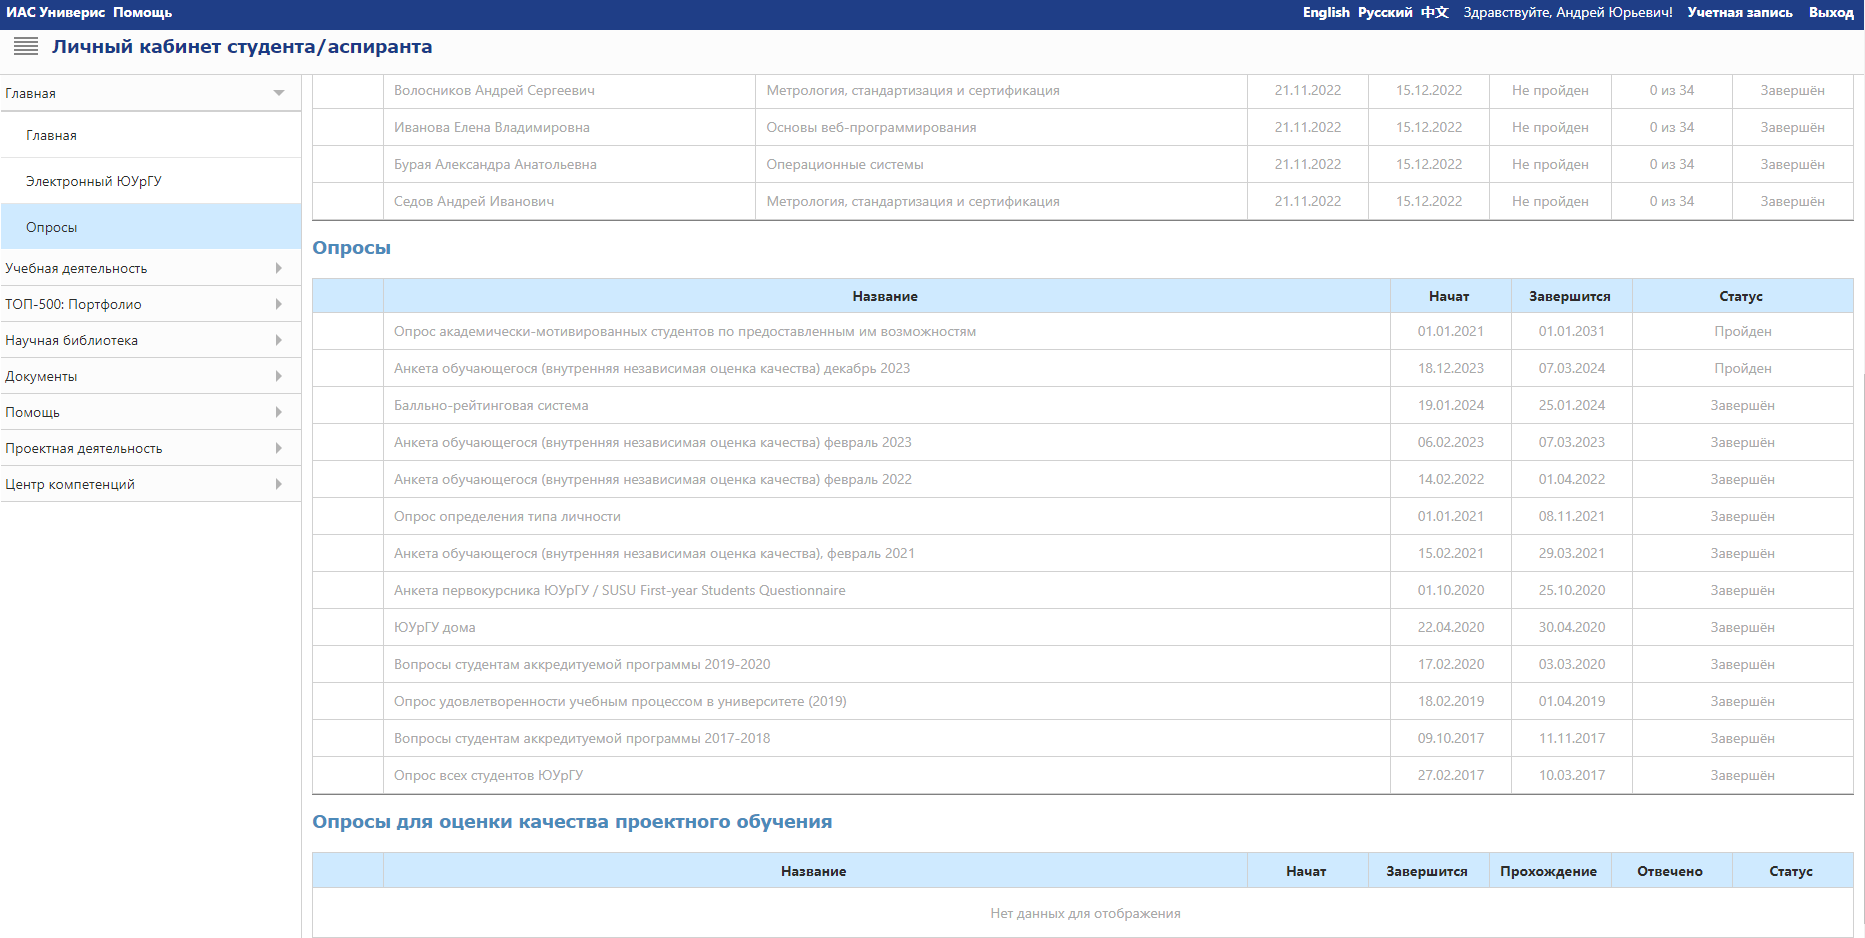 ИАС Универис Помощь English Русский 中文 Здравствуйте, Андрей Юрьевич! Учетная запись Выход
Личный кабинет студента/аспиранта
Главная
Главная
Электронный ЮУрГУ
Опросы
Учебная деятельность
ТОП-500: Портфолио
Научная библиотека
Документы
Помощь
Проектная деятельность
Центр компетенций
Волосников Андрей Сергеевич Метрология, стандартизация и сертификация 21.11.2022 15.12.2022 Не пройден 0 из 34 Завершён
Иванова Елена Владимировна Основы веб-программирования 21.11.2022 15.12.2022 Не пройден 0 из 34 Завершён
Бурая Александра Анатольевна Операционные системы 21.11.2022 15.12.2022 Не пройден 0 из 34 Завершён
Седов Андрей Иванович Метрология, стандартизация и сертификация 21.11.2022 15.12.2022 Не пройден 0 из 34 Завершён
Опросы
Название Начат Завершится Статус
Опрос академически-мотивированных студентов по предоставленным им возможностям 01.01.2021 01.01.2031 Пройден
Анкета обучающегося (внутренняя независимая оценка качества) декабрь 2023 18.12.2023 07.03.2024 Пройден
Балльно-рейтинговая система 19.01.2024 25.01.2024 Завершён
Анкета обучающегося (внутренняя независимая оценка качества) февраль 2023 06.02.2023 07.03.2023 Завершён
Анкета обучающегося (внутренняя независимая оценка качества) февраль 2022 14.02.2022 01.04.2022 Завершён
Опрос определения типа личности 01.01.2021 08.11.2021 Завершён
Анкета обучающегося (внутренняя независимая оценка качества), февраль 2021 15.02.2021 29.03.2021 Завершён
Анкета первокурсника ЮУрГУ / SUSU First-year Students Questionnaire 01.10.2020 25.10.2020 Завершён
ЮУрГУ дома 22.04.2020 30.04.2020 Завершён
Вопросы студентам аккредитуемой программы 2019-2020 17.02.2020 03.03.2020 Завершён
Опрос удовлетворенности учебным процессом в университете (2019) 18.02.2019 01.04.2019 Завершён
Вопросы студентам аккредитуемой программы 2017-2018 09.10.2017 11.11.2017 Завершён
Опрос всех студентов ЮУрГУ 27.02.2017 10.03.2017 Завершён
Опросы для оценки качества проектного обучения
Название Начат Завершится Прохождение Отвечено Статус
Нет данных для отображения